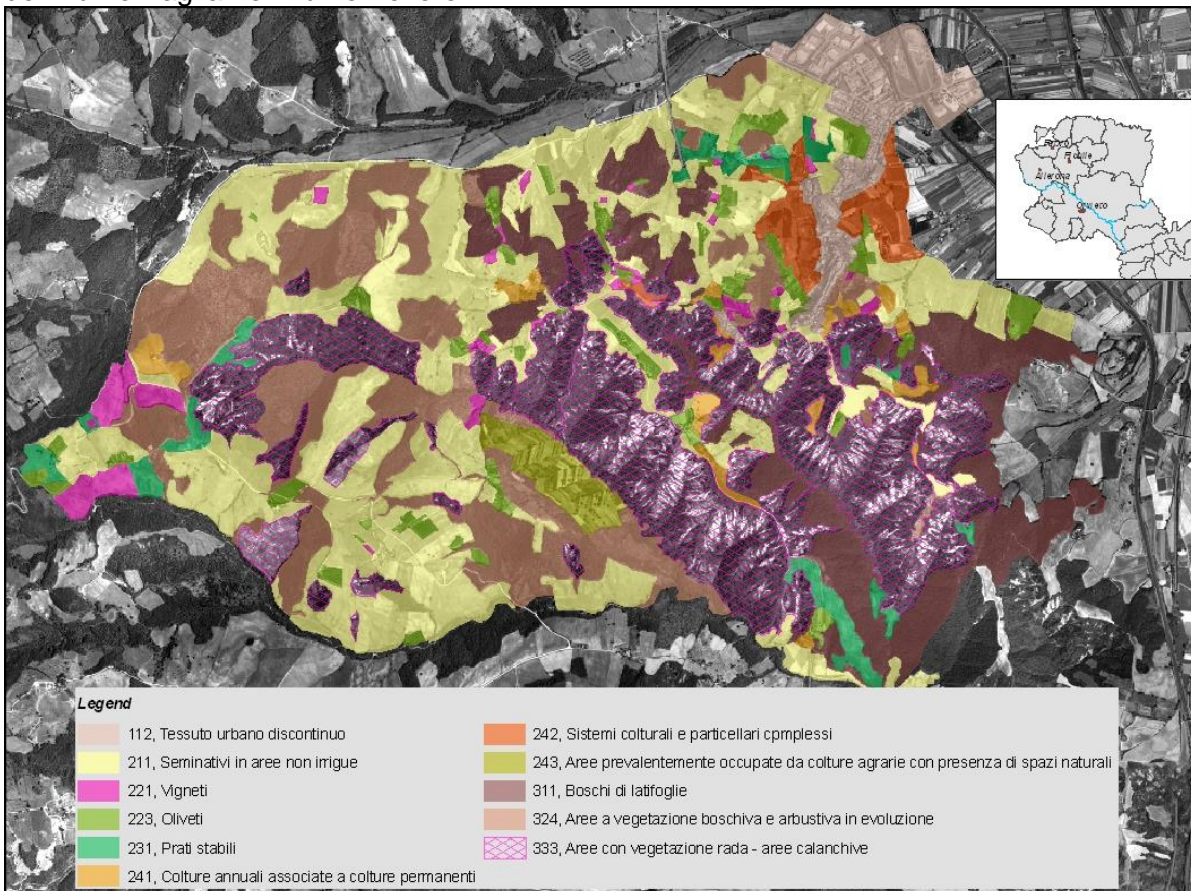 Legend
112, Tessuto urbano discontinuo
211, Seminativi in aree non irrigue
221, Vigneti
223, Oliveti
231, Prati stabili
241, Colture annuali associate a colture permanenti
242, Sistemi colturali e particellari cpmplessi
243, Aree prevalentemente occupate da colture agrarie con presenza di spazi naturali
311, Boschi di latifoglie
324, Aree a vegetazione boschiva e arbustiva in evoluzione
333, Aree con vegetazione rada - aree calanchive
Allerona